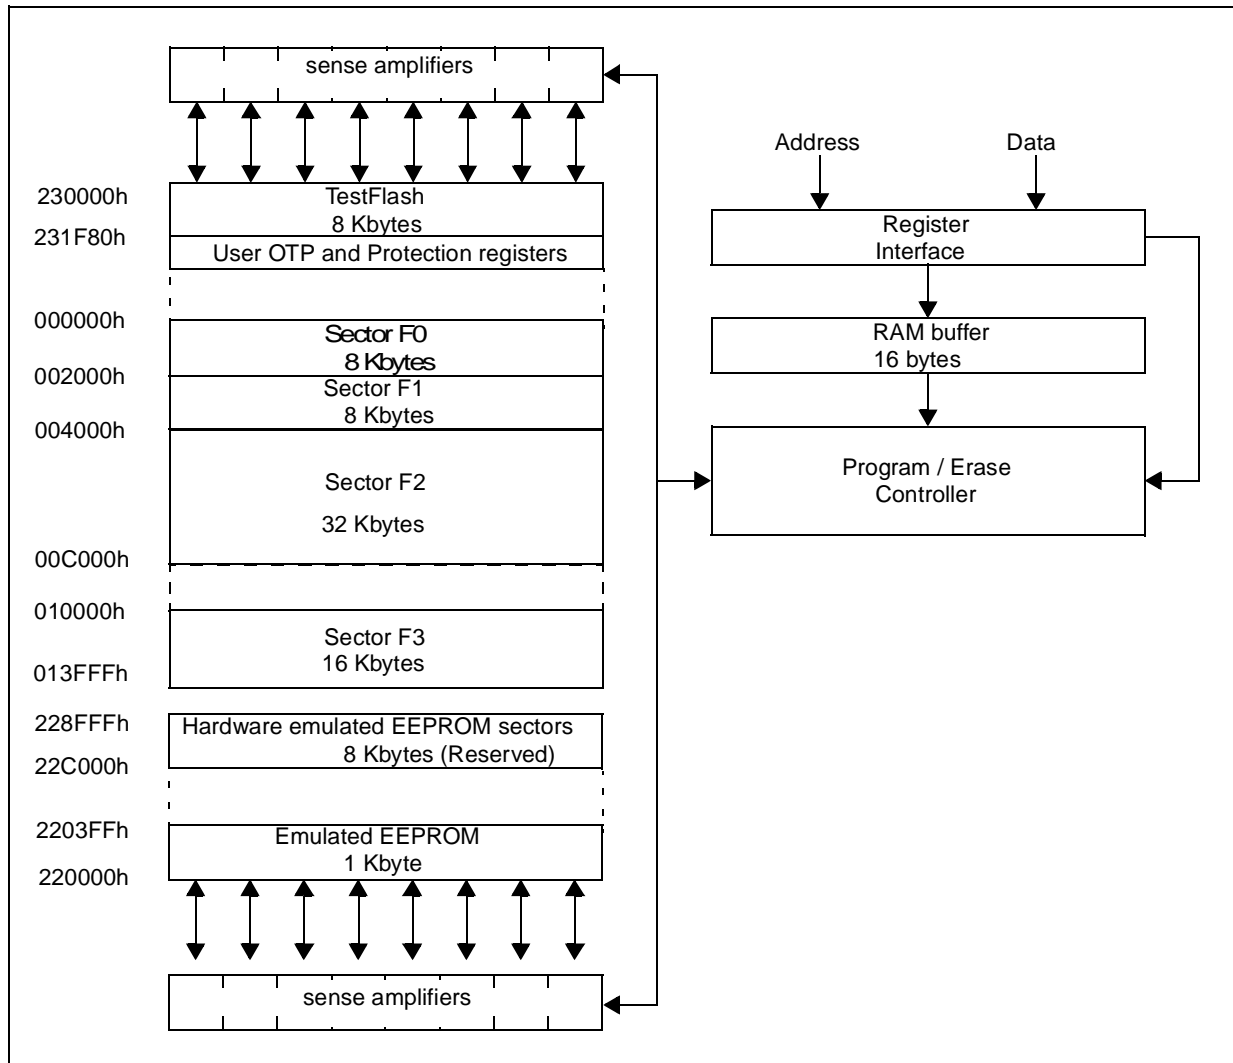 sense amplifiers
230000h
TestFlash
8 Kbytes
231F80h
User OTP and Protection registers
000000h
Sector F0
8 Kbytes
002000h
Sector F1
8 Kbytes
004000h
Sector F2
32 Kbytes
00C000h
010000h
Sector F3
16 Kbytes
013FFFh
228FFFh
Hardware emulated EEPROM sectors
8 Kbytes (Reserved)
22C000h
2203FFh
Emulated EEPROM
1 Kbyte
220000h
sense amplifiers
Address
Data
Register
Interface
RAM buffer
16 bytes
Program / Erase
Controller